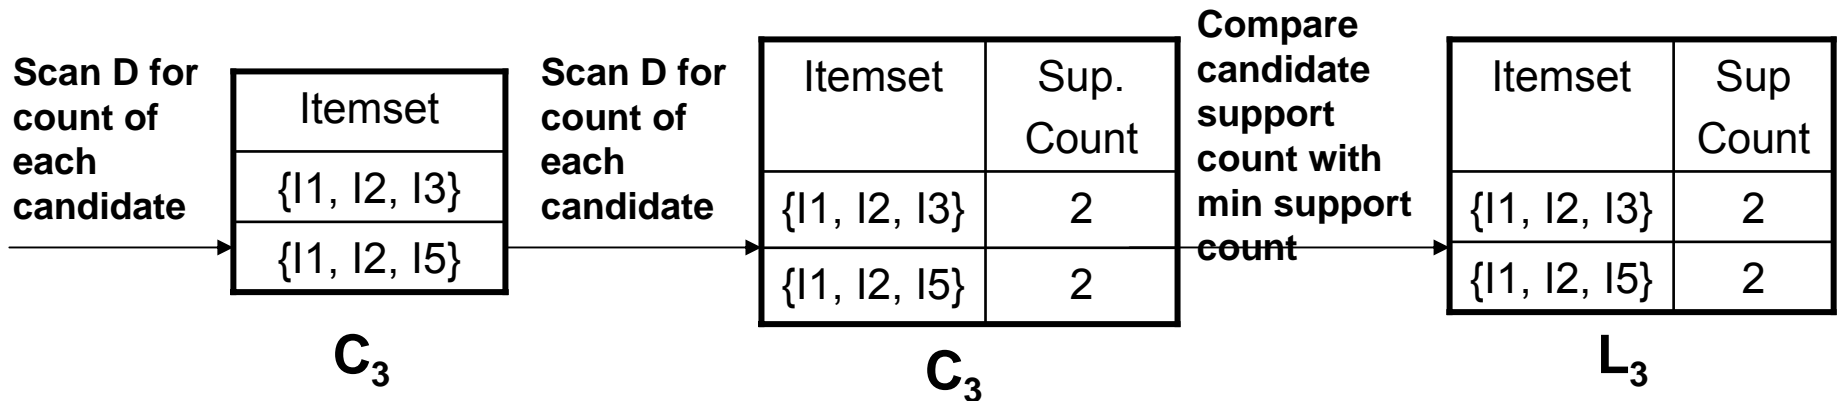 Scan D for
count of
each
candidate
Itemset
{I1, I2, I3}
{I1, I2, I5}
C3
Scan D for
count of
each
candidate
Itemset Sup. Count
{I1, I2, I3} 2
{I1, I2, I5} 2
C3
Compare
candidate
support
count with
min support
count
Itemset Sup Count
{I1, I2, I3} 2
{I1, I2, I5} 2
L3